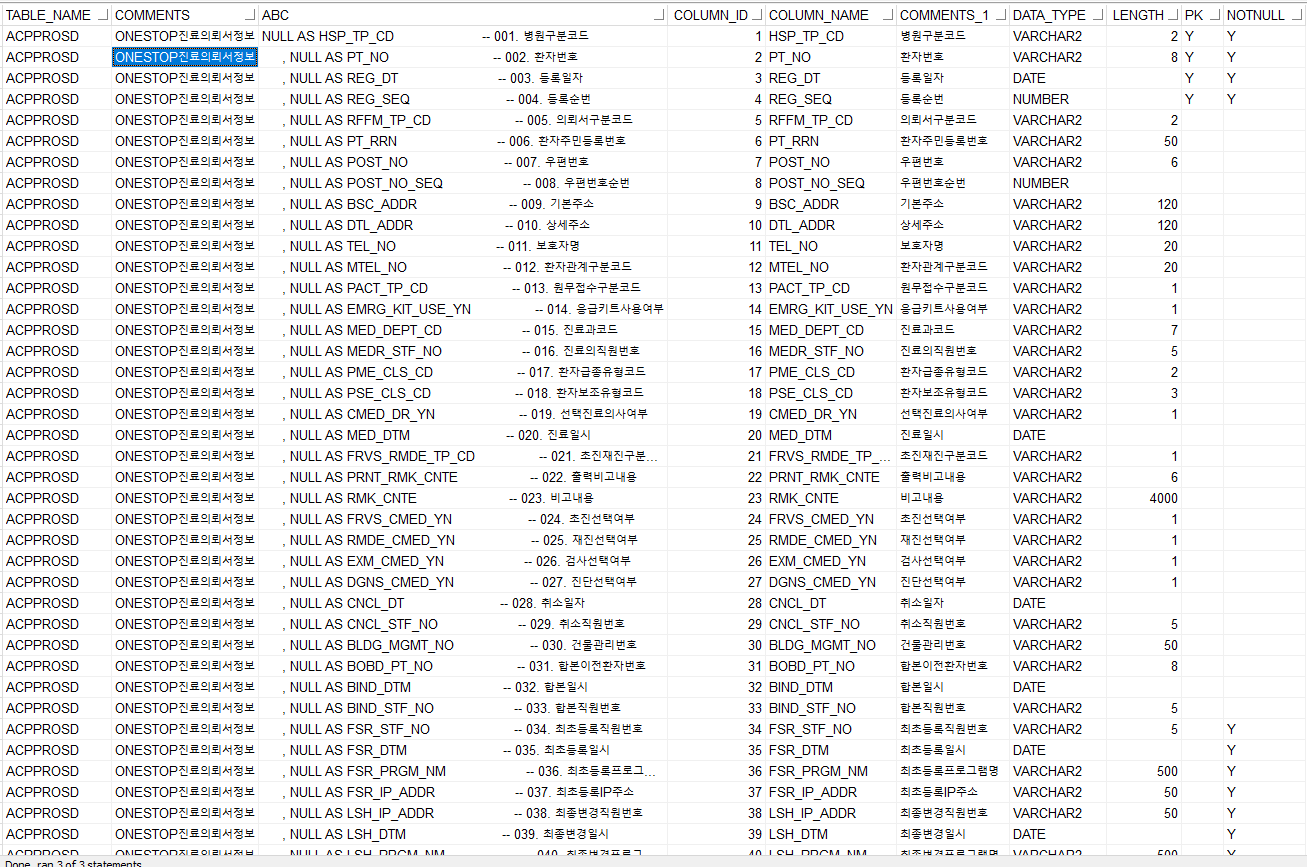 TABLE_NAME COMMENTS ABC COLUMN_ID COLUMN_NAME COMMENTS_1 DATA_TYPE LENGTH PK NOTNULL
ACPPROSD ONESTOP진료의뢰서정보 NULL AS HSP_TP_CD -- 001. 병원구분코드 1 HSP_TP_CD 병원구분코드 VARCHAR2 2 Y Y
ACPPROSD ONESTOP진료의뢰서정보 , NULL AS PT_NO -- 002. 환자번호 2 PT_NO 환자번호 VARCHAR2 8 Y Y
ACPPROSD ONESTOP진료의뢰서정보 , NULL AS REG_DT -- 003. 등록일자 3 REG_DT 등록일자 DATE Y Y
ACPPROSD ONESTOP진료의뢰서정보 , NULL AS REG_SEQ -- 004. 등록순번 4 REG_SEQ 등록순번 NUMBER Y Y
ACPPROSD ONESTOP진료의뢰서정보 , NULL AS RFFM_TP_CD -- 005. 의뢰서구분코드 5 RFFM_TP_CD 의뢰서구분코드 VARCHAR2 2
ACPPROSD ONESTOP진료의뢰서정보 , NULL AS PT_RRN -- 006. 환자주민등록번호 6 PT_RRN 환자주민등록번호 VARCHAR2 50
ACPPROSD ONESTOP진료의뢰서정보 , NULL AS POST_NO -- 007. 우편번호 7 POST_NO 우편번호 VARCHAR2 6
ACPPROSD ONESTOP진료의뢰서정보 , NULL AS POST_NO_SEQ -- 008. 우편번호순번 8 POST_NO_SEQ 우편번호순번 NUMBER
ACPPROSD ONESTOP진료의뢰서정보 , NULL AS BSC_ADDR -- 009. 기본주소 9 BSC_ADDR 기본주소 VARCHAR2 120
ACPPROSD ONESTOP진료의뢰서정보 , NULL AS DTL_ADDR -- 010. 상세주소 10 DTL_ADDR 상세주소 VARCHAR2 120
ACPPROSD ONESTOP진료의뢰서정보 , NULL AS TEL_NO -- 011. 보호자명 11 TEL_NO 보호자명 VARCHAR2 20
ACPPROSD ONESTOP진료의뢰서정보 , NULL AS MTEL_NO -- 012. 환자관계구분코드 12 MTEL_NO 환자관계구분코드 VARCHAR2 20
ACPPROSD ONESTOP진료의뢰서정보 , NULL AS PACT_TP_CD -- 013. 원무접수구분코드 13 PACT_TP_CD 원무접수구분코드 VARCHAR2 1
ACPPROSD ONESTOP진료의뢰서정보 , NULL AS EMRG_KIT_USE_YN -- 014. 응급키트사용여부 14 EMRG_KIT_USE_YN 응급키트사용여부 VARCHAR2 1
ACPPROSD ONESTOP진료의뢰서정보 , NULL AS MED_DEPT_CD -- 015. 진료과코드 15 MED_DEPT_CD 진료과코드 VARCHAR2 7
ACPPROSD ONESTOP진료의뢰서정보 , NULL AS MEDR_STF_NO -- 016. 진료의직원번호 16 MEDR_STF_NO 진료의직원번호 VARCHAR2 5
ACPPROSD ONESTOP진료의뢰서정보 , NULL AS PME_CLS_CD -- 017. 환자급종유형코드 17 PME_CLS_CD 환자급종유형코드 VARCHAR2 2
ACPPROSD ONESTOP진료의뢰서정보 , NULL AS PSE_CLS_CD -- 018. 환자보조유형코드 18 PSE_CLS_CD 환자보조유형코드 VARCHAR2 3
ACPPROSD ONESTOP진료의뢰서정보 , NULL AS CMED_DR_YN -- 019. 선택진료의사여부 19 CMED_DR_YN 선택진료의사여부 VARCHAR2 1
ACPPROSD ONESTOP진료의뢰서정보 , NULL AS MED_DTM -- 020. 진료일시 20 MED_DTM 진료일시 DATE
ACPPROSD ONESTOP진료의뢰서정보 , NULL AS FRVS_RMDE_TP_CD -- 021. 초진재진구분... 21 FRVS_RMDE_TP_... 초진재진구분코드 VARCHAR2 1
ACPPROSD ONESTOP진료의뢰서정보 , NULL AS PRNT_RMK_CNTE -- 022. 출력비고내용 22 PRNT_RMK_CNTE 출력비고내용 VARCHAR2 6
ACPPROSD ONESTOP진료의뢰서정보 , NULL AS RMK_CNTE -- 023. 비고내용 23 RMK_CNTE 비고내용 VARCHAR2 4000
ACPPROSD ONESTOP진료의뢰서정보 , NULL AS FRVS_CMED_YN -- 024. 초진선택여부 24 FRVS_CMED_YN 초진선택여부 VARCHAR2 1
ACPPROSD ONESTOP진료의뢰서정보 , NULL AS RMDE_CMED_YN -- 025. 재진선택여부 25 RMDE_CMED_YN 재진선택여부 VARCHAR2 1
ACPPROSD ONESTOP진료의뢰서정보 , NULL AS EXM_CMED_YN -- 026. 검사선택여부 26 EXM_CMED_YN 검사선택여부 VARCHAR2 1
ACPPROSD ONESTOP진료의뢰서정보 , NULL AS DGNS_CMED_YN -- 027. 진단선택여부 27 DGNS_CMED_YN 진단선택여부 VARCHAR2 1
ACPPROSD ONESTOP진료의뢰서정보 , NULL AS CNCL_DT -- 028. 취소일자 28 CNCL_DT 취소일자 DATE
ACPPROSD ONESTOP진료의뢰서정보 , NULL AS CNCL_STF_NO -- 029. 취소직원번호 29 CNCL_STF_NO 취소직원번호 VARCHAR2 5
ACPPROSD ONESTOP진료의뢰서정보 , NULL AS BLDG_MGMT_NO -- 030. 건물관리번호 30 BLDG_MGMT_NO 건물관리번호 VARCHAR2 50
ACPPROSD ONESTOP진료의뢰서정보 , NULL AS BOBD_PT_NO -- 031. 합본이전환자번호 31 BOBD_PT_NO 합본이전환자번호 VARCHAR2 8
ACPPROSD ONESTOP진료의뢰서정보 , NULL AS BIND_DTM -- 032. 합본일시 32 BIND_DTM 합본일시 DATE
ACPPROSD ONESTOP진료의뢰서정보 , NULL AS BIND_STF_NO -- 033. 합본직원번호 33 BIND_STF_NO 합본직원번호 VARCHAR2 5
ACPPROSD ONESTOP진료의뢰서정보 , NULL AS FSR_STF_NO -- 034. 최초등록직원번호 34 FSR_STF_NO 최초등록직원번호 VARCHAR2 5 Y
ACPPROSD ONESTOP진료의뢰서정보 , NULL AS FSR_DTM -- 035. 최초등록일시 35 FSR_DTM 최초등록일시 DATE Y
ACPPROSD ONESTOP진료의뢰서정보 , NULL AS FSR_PRGM_NM -- 036. 최초등록프로그... 36 FSR_PRGM_NM 최초등록프로그램명 VARCHAR2 500 Y
ACPPROSD ONESTOP진료의뢰서정보 , NULL AS FSR_IP_ADDR -- 037. 최초등록IP주소 37 FSR_IP_ADDR 최초등록IP주소 VARCHAR2 50 Y
ACPPROSD ONESTOP진료의뢰서정보 , NULL AS LSH_IP_ADDR -- 038. 최종변경직원번호 38 LSH_IP_ADDR 최종변경직원번호 VARCHAR2 50 Y
ACPPROSD ONESTOP진료의뢰서정보 , NULL AS LSH_DTM -- 039. 최종변경일시 39 LSH_DTM 최종변경일시 DATE Y
ACPPROSD ONESTOP진료의뢰서정보 , NULL AS LSH_PRGM_NM -- 040. 최종변경프로그... 40 LSH_PRGM_NM 최종변경프로그램명 VARCHAR2 500 Y
Done, ran 3 of 3 statements